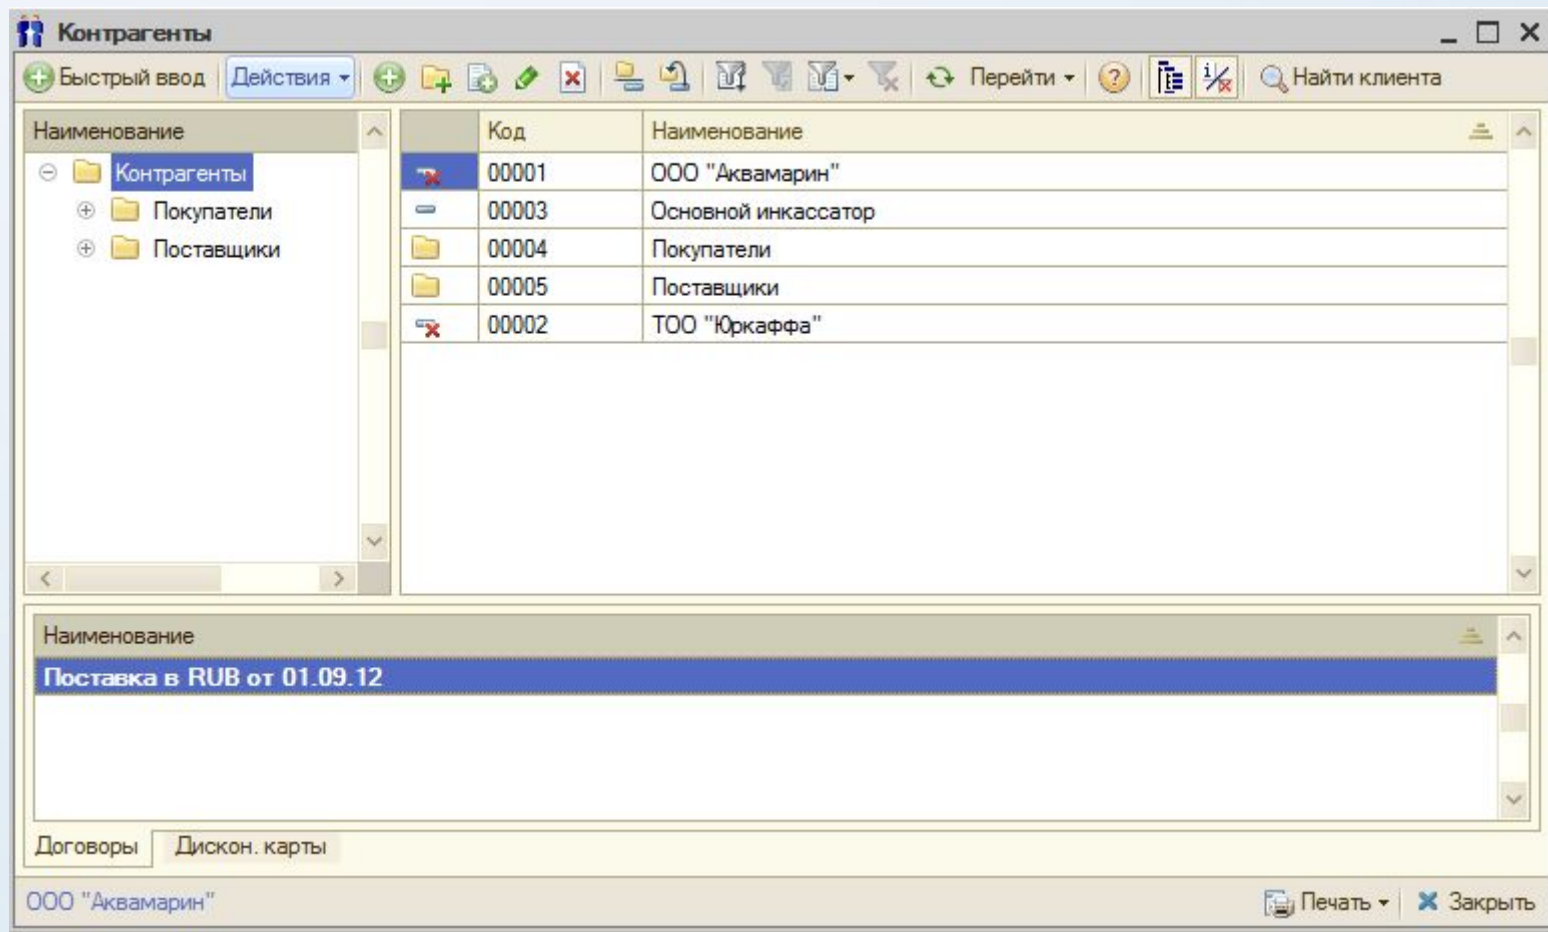 Контрагенты
Быстрый ввод Действия Перейти Найти клиента
Наименование
Контрагенты
Покупатели
Поставщики
Код Наименование
00001 ООО "Аквамарин"
00003 Основной инкассатор
00004 Покупатели
00005 Поставщики
00002 ТОО "Юркаффа"
Наименование
Поставка в RUB от 01.09.12
Договоры Дискон. карты
ООО "Аквамарин" Печать Закрыть